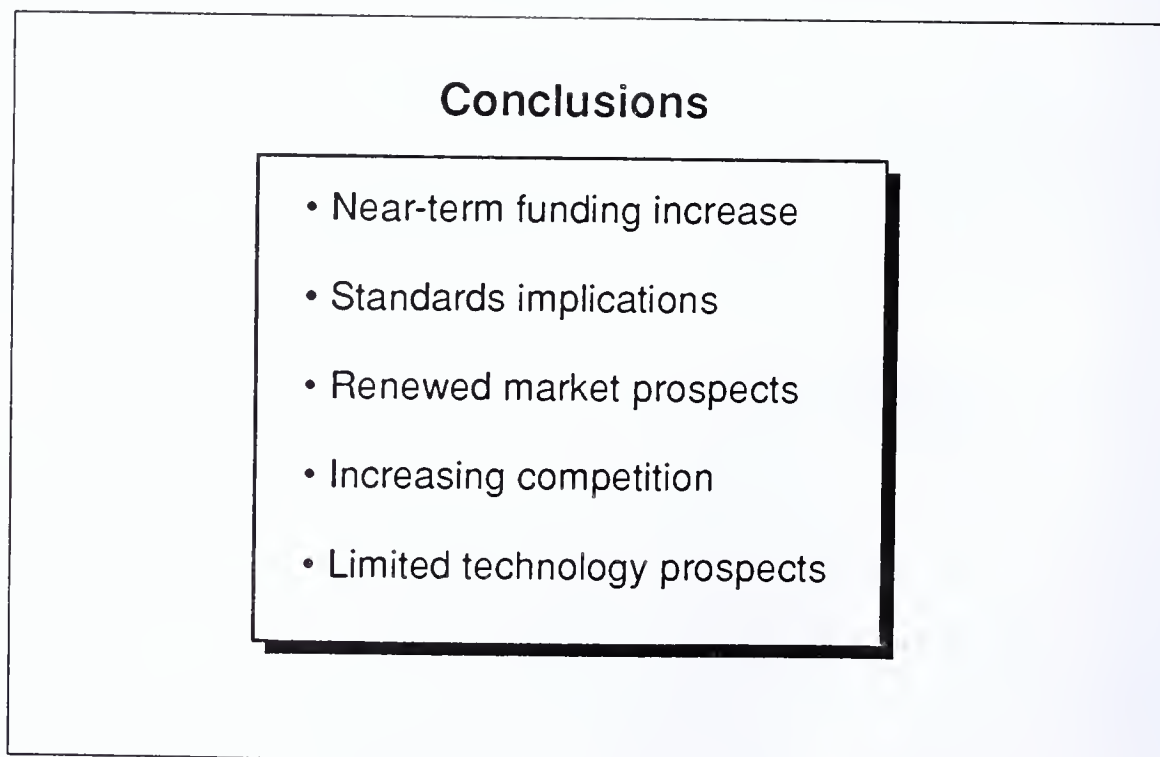 Conclusions
• Near-term funding increase
• Standards implications
• Renewed market prospects
• Increasing competition
• Limited technology prospects